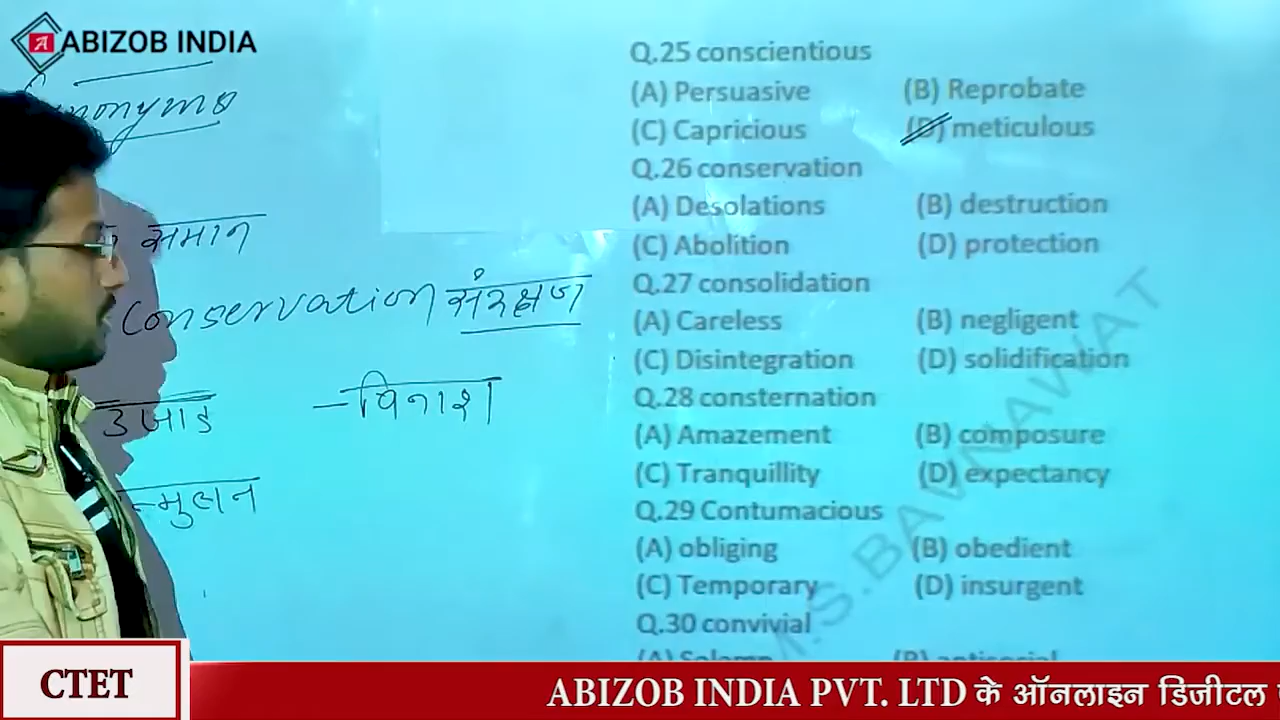 ABIZOB INDIA
समान
Conservation संरक्षण
उजाड
– विनाश
Q.25 conscientious
(A) Persuasive (B) Reprobate
(C) Capricious (D) meticulous
Q.26 conservation
(A) Desolations (B) destruction
(C) Abolition (D) protection
Q.27 consolidation
(A) Careless (B) negligent
(C) Disintegration (D) solidification
Q.28 consternation
(A) Amazement (B) composure
(C) Tranquillity (D) expectancy
Q.29 Contumacious
(A) obliging (B) obedient
(C) Temporary (D) insurgent
Q.30 convivial
(A) Solemn (B) antisocial
CTET
ABIZOB INDIA PVT. LTD के ऑनलाइन डिजीटल